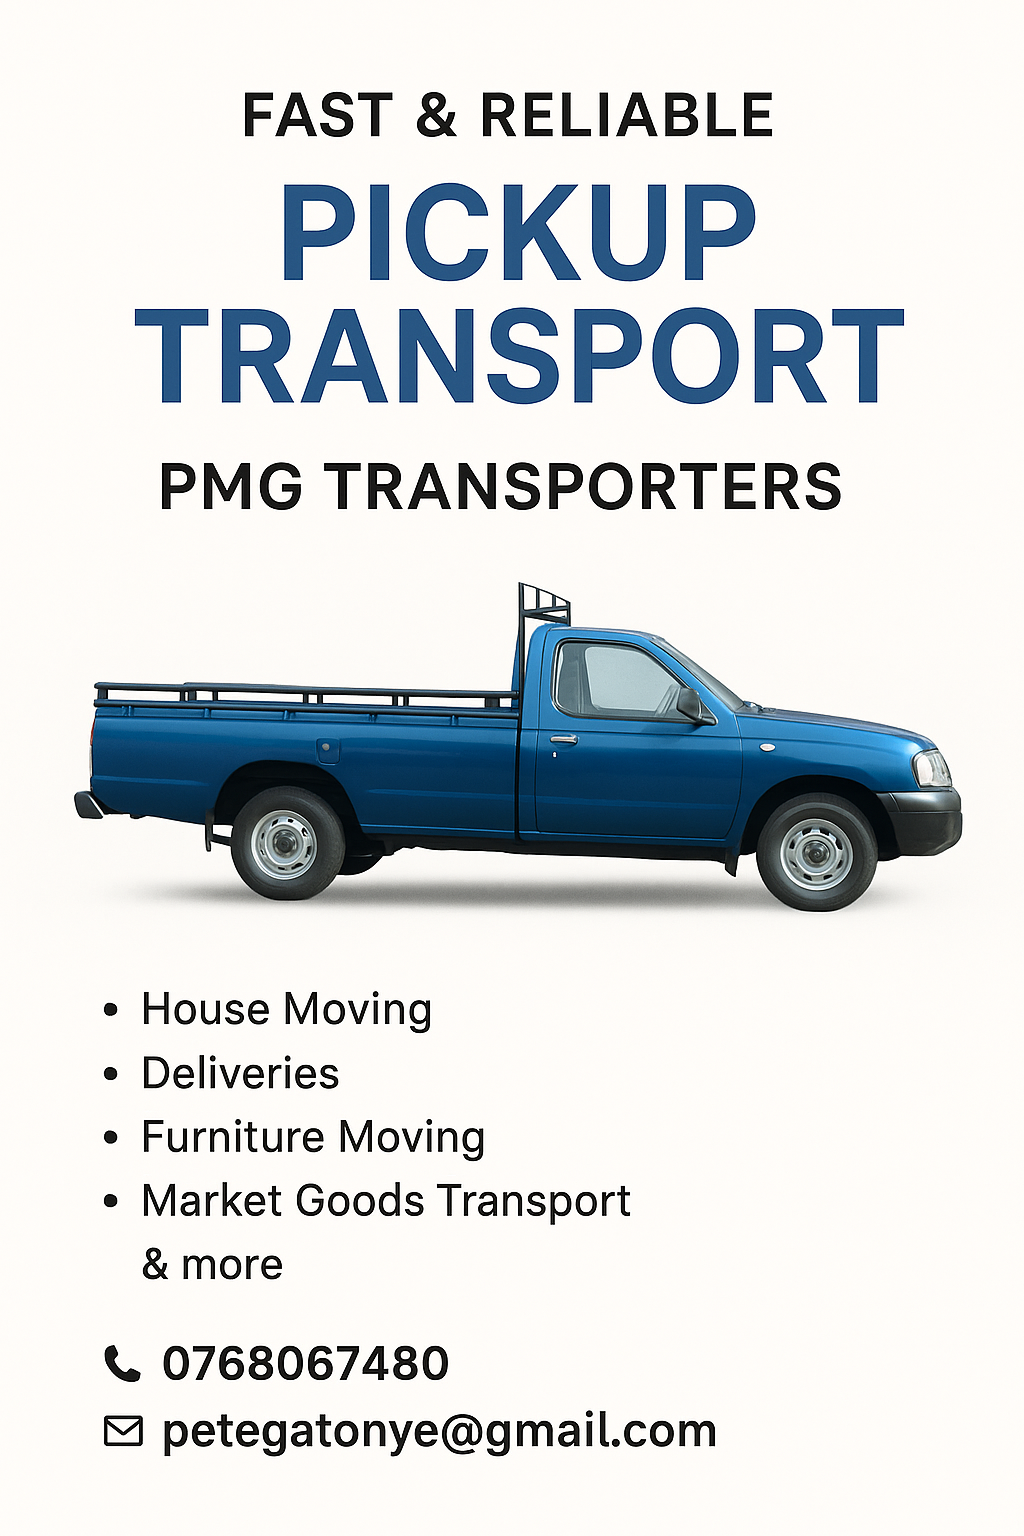 FAST & RELIABLE
PICKUP
TRANSPORT
PMG TRANSPORTERS
• House Moving
• Deliveries
• Furniture Moving
• Market Goods Transport
& more
0768067480
petegatonye@gmail.com